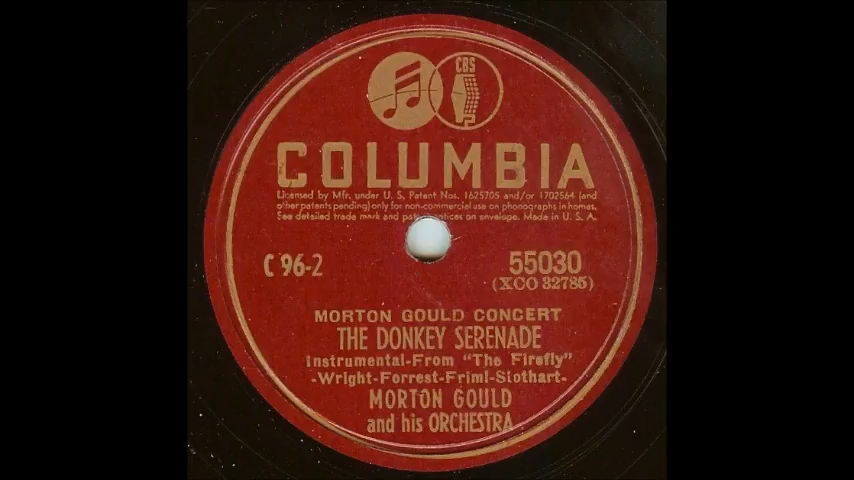 CBS
COLUMBIA
Licensed by Mfr. under U. S. Patent Nos. 1625705 and/or 1702564 (and
other patents pending) only for non-commercial use on phonographs in homes.
See detailed trade mark and patent notices on envelope. Made in U. S. A.
C 96-2
55030
(XCO 32785)
MORTON GOULD CONCERT
THE DONKEY SERENADE
Instrumental-From "The Firefly"
-Wright-Forrest-Friml-Stothart-
MORTON GOULD
and his ORCHESTRA